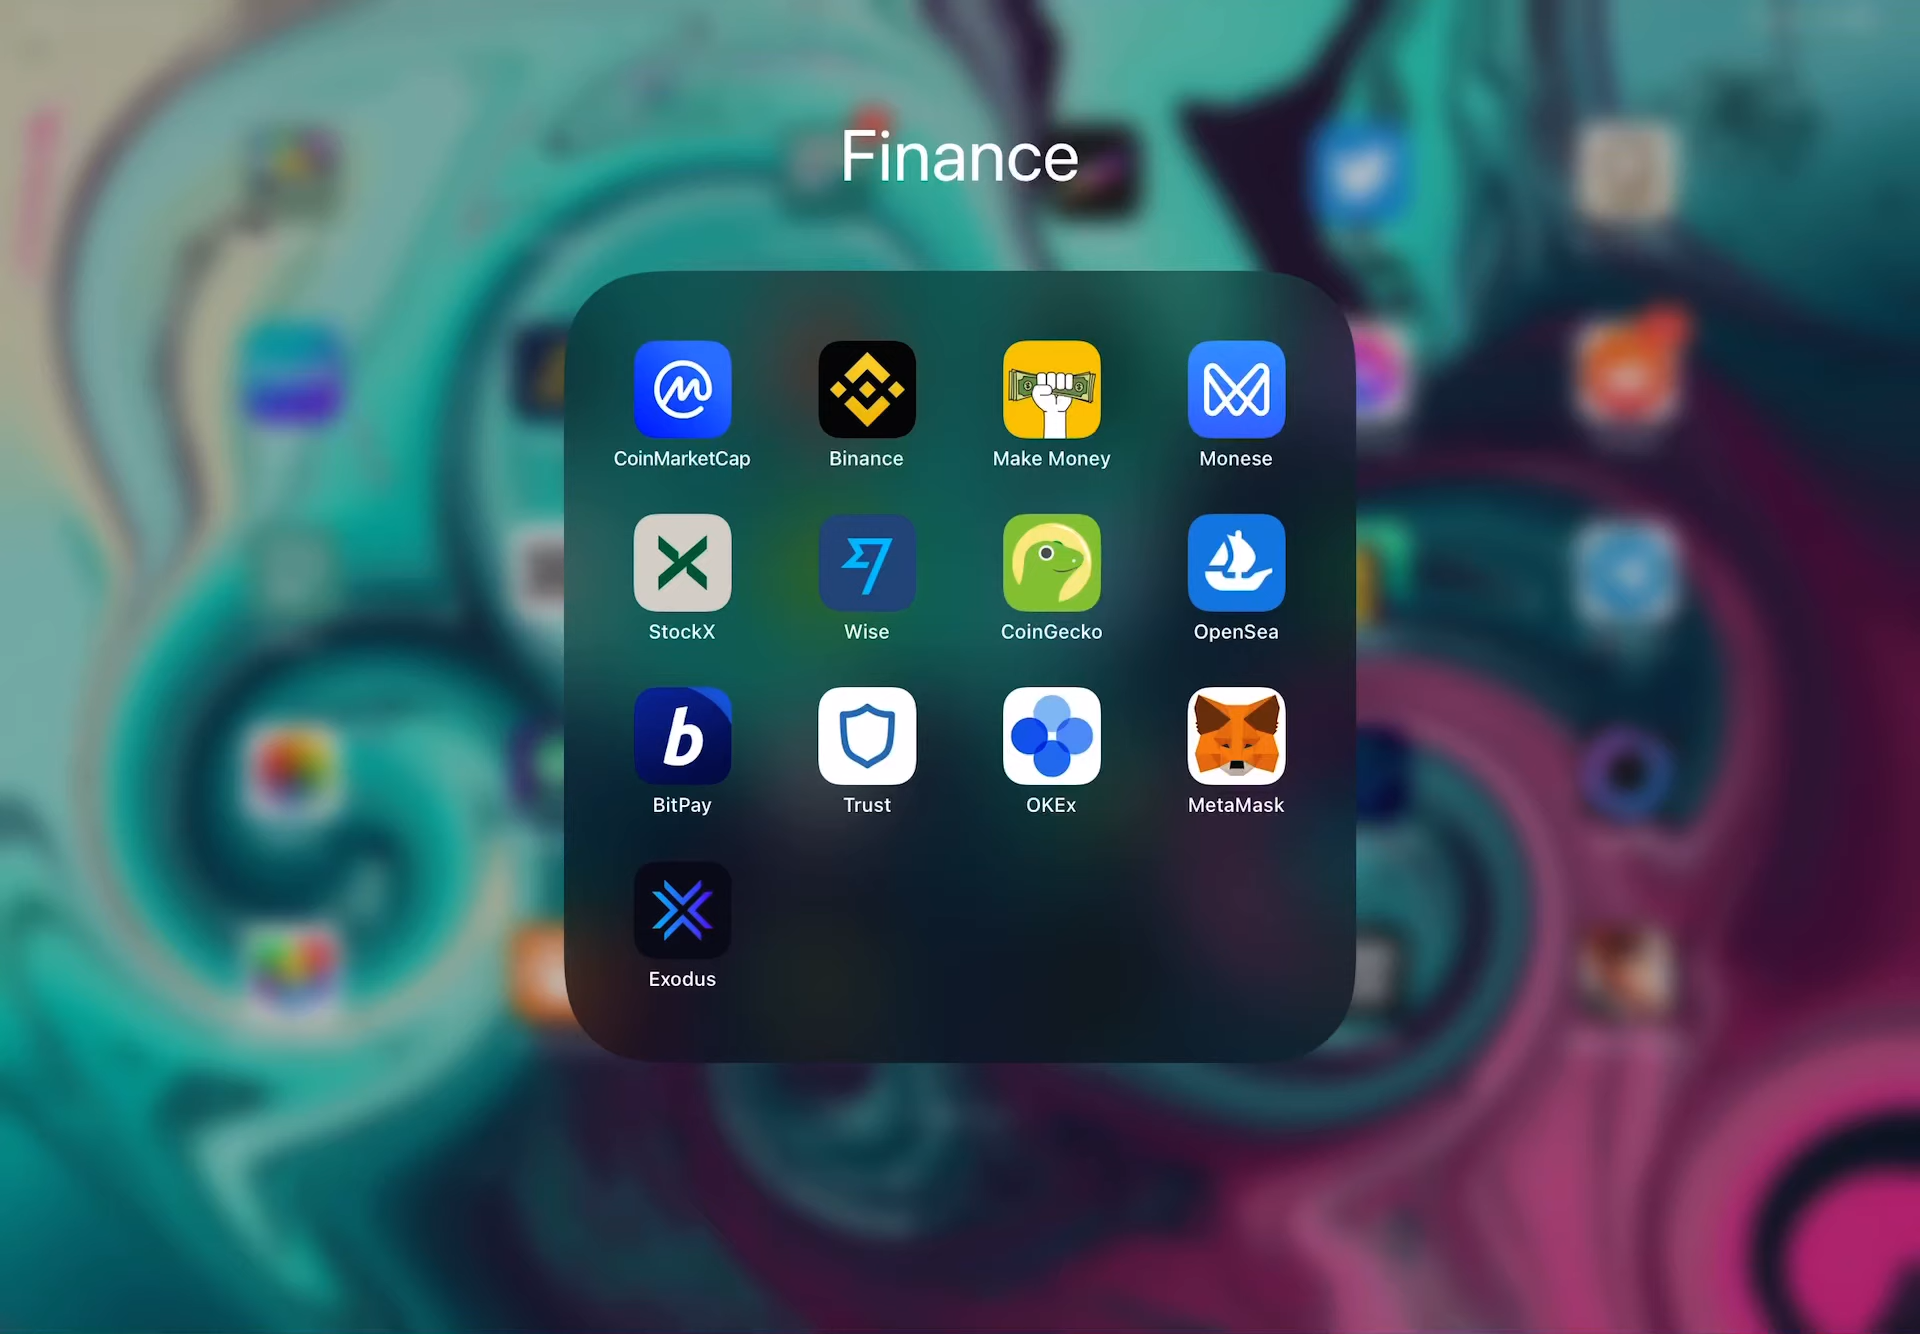 Finance
CoinMarketCap
Binance
Make Money
Monese
StockX
Wise
CoinGecko
OpenSea
BitPay
Trust
OKEx
MetaMask
Exodus